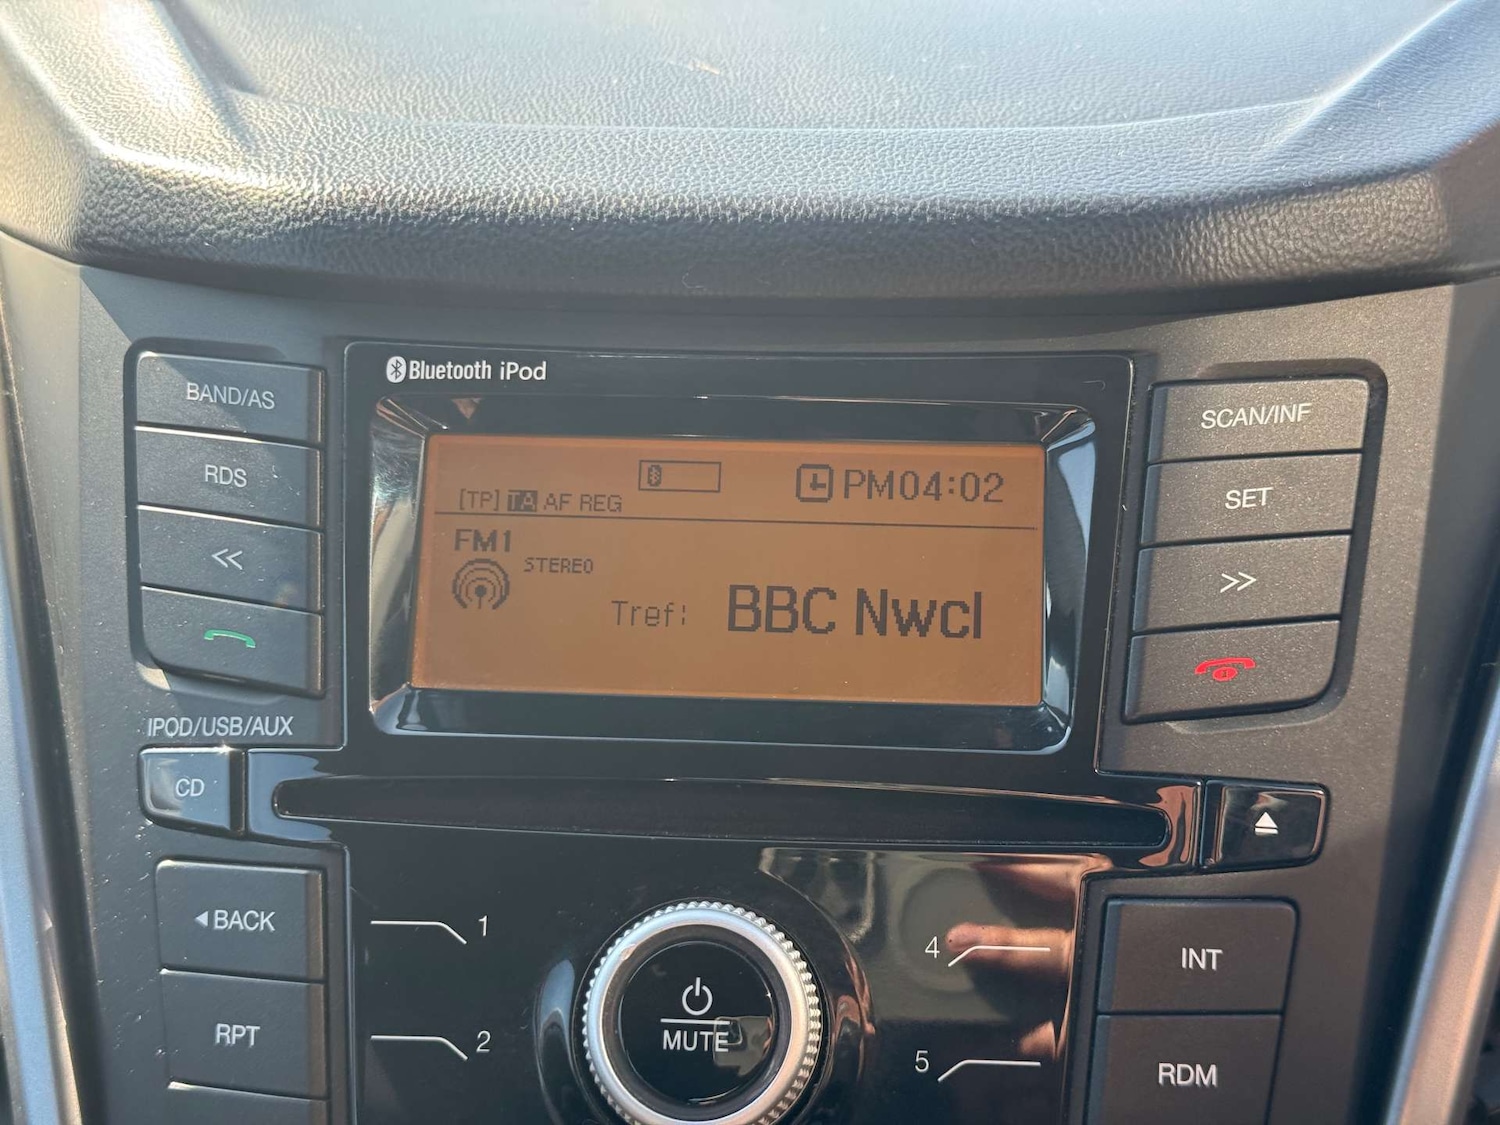 Bluetooth iPod
BAND/AS
RDS
<<
IPOD/USB/AUX
CD
◀BACK
RPT
PM04:02
[TP] TA AF REG
FM1
STEREO
Tref: BBC Nwcl
SCAN/INF
SET
>>
1
2
MUTE
4
5
INT
RDM